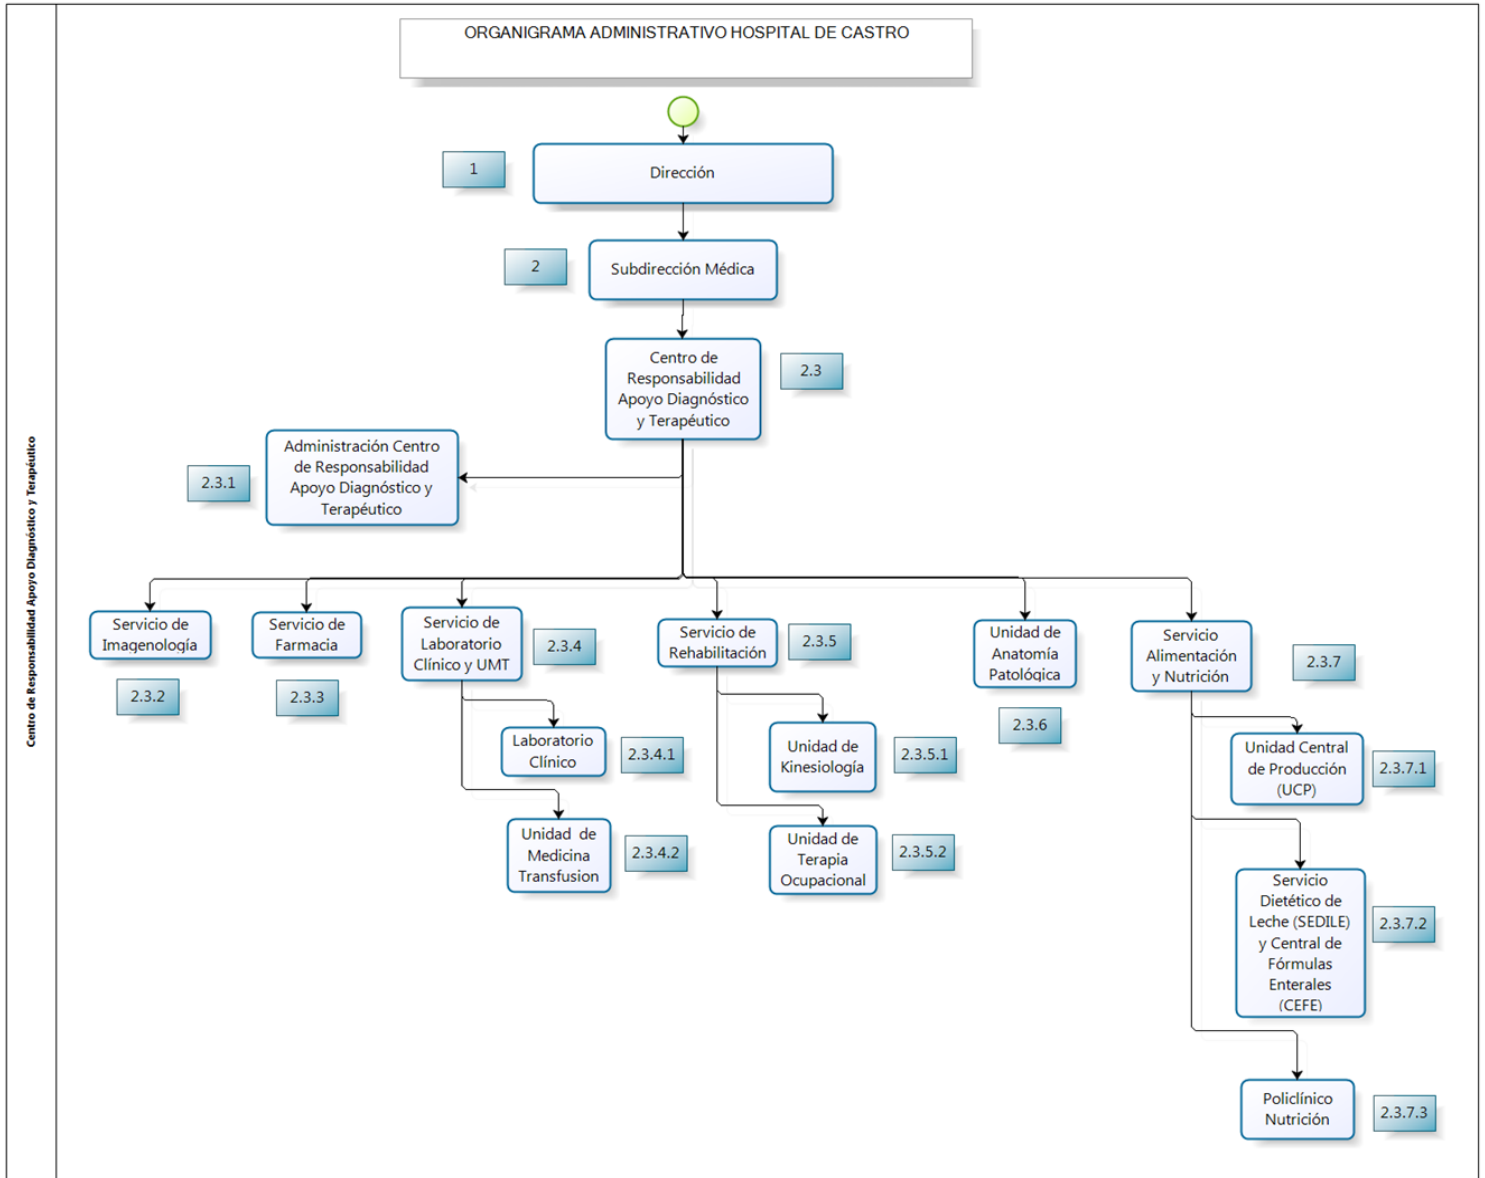 ORGANIGRAMA ADMINISTRATIVO HOSPITAL DE CASTRO
1
Dirección
2
Subdirección Médica
Centro de
Responsabilidad
Apoyo Diagnóstico
y Terapéutico
2.3
Administración Centro
de Responsabilidad
Apoyo Diagnóstico y
Terapéutico
2.3.1
Centro de Responsabilidad Apoyo Diagnóstico y Terapéutico
Servicio de
Imagenología
2.3.2
Servicio de
Farmacia
2.3.3
Servicio de
Laboratorio
Clínico y UMT
2.3.4
Laboratorio
Clínico
2.3.4.1
Unidad de
Medicina
Transfusion
2.3.4.2
Servicio de
Rehabilitación
2.3.5
Unidad de
Kinesiología
2.3.5.1
Unidad de
Terapia
Ocupacional
2.3.5.2
Unidad de
Anatomía
Patológica
2.3.6
Servicio
Alimentación
y Nutrición
2.3.7
Unidad Central
de Producción
(UCP)
2.3.7.1
Servicio
Dietético de
Leche (SEDILE)
y Central de
Fórmulas
Enterales
(CEFE)
2.3.7.2
Policlínico
Nutrición
2.3.7.3